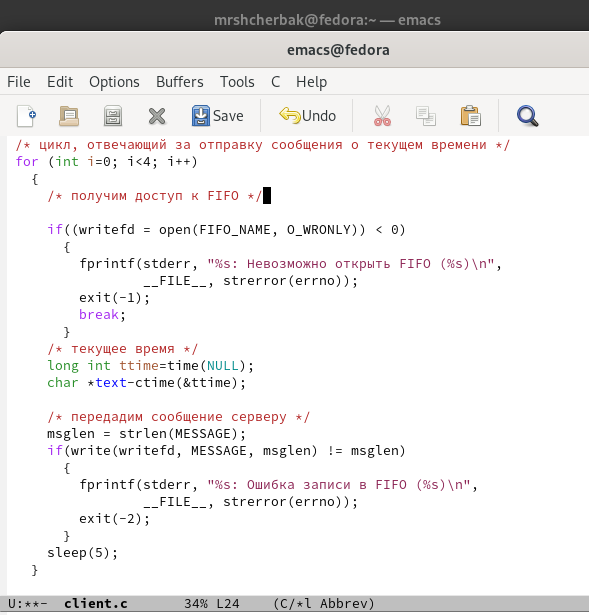 mrshcherbak@fedora:~ — emacs
emacs@fedora
File Edit Options Buffers Tools C Help
Save Undo
/* цикл, отвечающий за отправку сообщения о текущем времени */
for (int i=0; i<4; i++)
  {
    /* получим доступ к FIFO */

    if((writefd = open(FIFO_NAME, O_WRONLY)) < 0)
      {
        fprintf(stderr, "%s: Невозможно открыть FIFO (%s)\n",
                __FILE__, strerror(errno));
        exit(-1);
        break;
      }
    /* текущее время */
    long int ttime=time(NULL);
    char *text-ctime(&ttime);

    /* передадим сообщение серверу */
    msglen = strlen(MESSAGE);
    if(write(writefd, MESSAGE, msglen) != msglen)
      {
        fprintf(stderr, "%s: Ошибка записи в FIFO (%s)\n",
                __FILE__, strerror(errno));
        exit(-2);
      }
    sleep(5);
  }
U:**-  client.c       34% L24    (C/*l Abbrev)